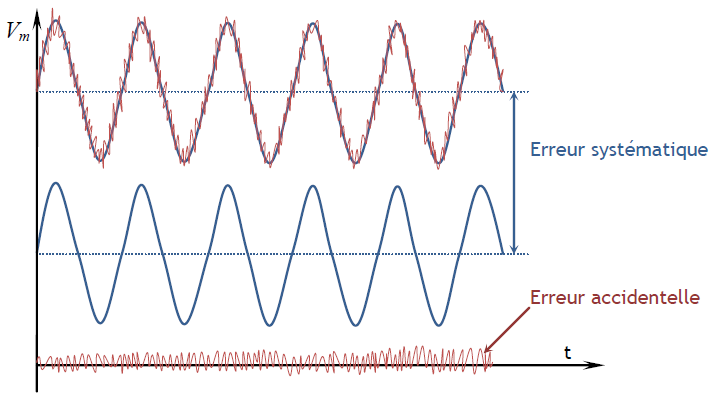 Vm
Erreur systématique
Erreur accidentelle
t